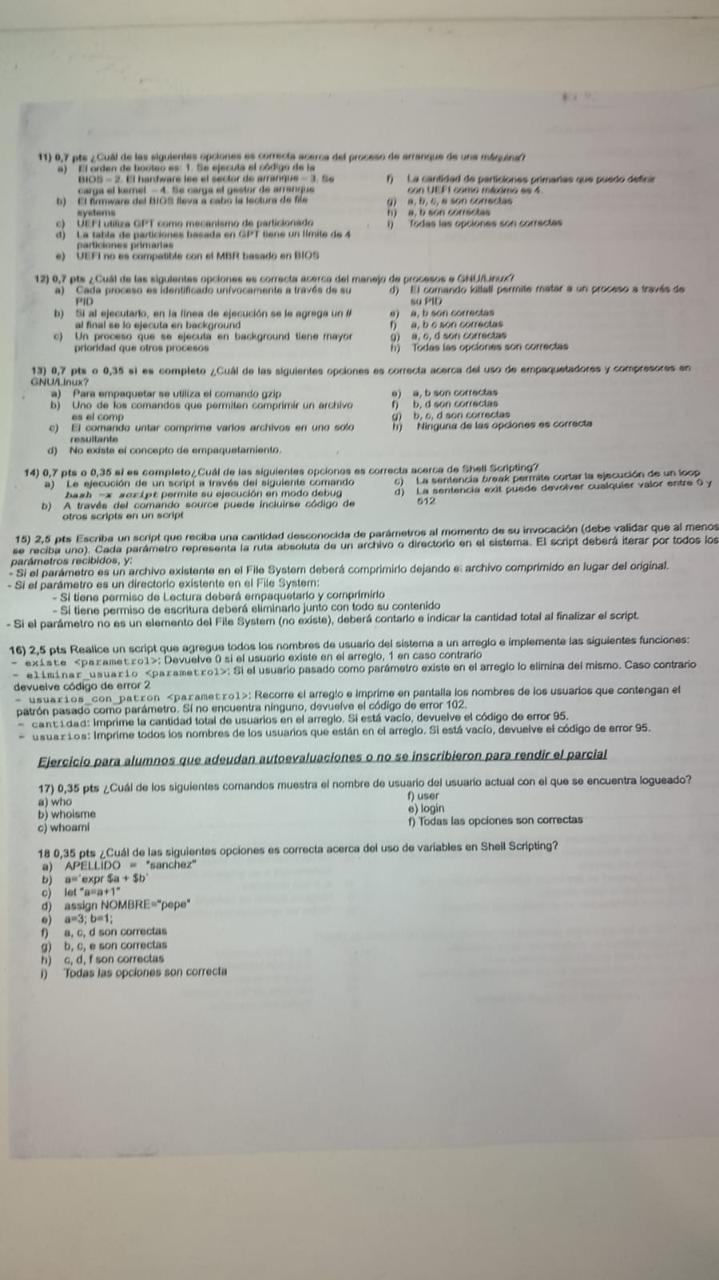 11) 0,7 pts ¿Cuál de las siguientes opciones es correcta acerca del proceso de arranque de una máquina?
a) El orden de booteo es: 1. Se ejecuta el código de la
BIOS – 2. El hardware lee el sector de arranque – 3. Se
carga el kernel – 4. Se carga el gestor de arranque
b) El firmware del BIOS lleva a cabo la lectura de file
systems
c) UEFI utiliza GPT como mecanismo de particionado
d) La tabla de particiones basada en GPT tiene un límite de 4
particiones primarias
e) UEFI no es compatible con el MBR basado en BIOS
f) La cantidad de particiones primarias que puedo definir
con UEFI como máximo es 4.
g) a, b, c, e son correctas
h) a, b son correctas
i) Todas las opciones son correctas
12) 0,7 pts ¿Cuál de las siguientes opciones es correcta acerca del manejo de procesos e GNU/Linux?
a) Cada proceso es identificado unívocamente a través de su
PID
b) Si al ejecutarlo, en la línea de ejecución se le agrega un #
al final se lo ejecuta en background
c) Un proceso que se ejecuta en background tiene mayor
prioridad que otros procesos
d) El comando killall permite matar a un proceso a través de
su PID
e) a, b son correctas
f) a, b c son correctas
g) a, c, d son correctas
h) Todas las opciones son correctas
13) 0,7 pts o 0,35 si es completo ¿Cuál de las siguientes opciones es correcta acerca del uso de empaquetadores y compresores en
GNU/Linux?
a) Para empaquetar se utiliza el comando gzip
b) Uno de los comandos que permiten comprimir un archivo
es el comp
c) El comando untar comprime varios archivos en uno solo
resultante
d) No existe el concepto de empaquetamiento.
e) a, b son correctas
f) b, d son correctas
g) b, c, d son correctas
h) Ninguna de las opciones es correcta
14) 0,7 pts o 0,35 si es completo¿Cuál de las siguientes opciones es correcta acerca de Shell Scripting?
a) Le ejecución de un script a través del siguiente comando
bash -x script permite su ejecución en modo debug
b) A través del comando source puede incluirse código de
otros scripts en un script
c) La sentencia break permite cortar la ejecución de un loop
d) La sentencia exit puede devolver cualquier valor entre 0 y
512
15) 2,5 pts Escriba un script que reciba una cantidad desconocida de parámetros al momento de su invocación (debe validar que al menos
se reciba uno). Cada parámetro representa la ruta absoluta de un archivo o directorio en el sistema. El script deberá iterar por todos los
parámetros recibidos, y:
- Si el parámetro es un archivo existente en el File System deberá comprimirlo dejando el archivo comprimido en lugar del original.
- Si el parámetro es un directorio existente en el File System:
- Si tiene permiso de Lectura deberá empaquetarlo y comprimirlo
- Si tiene permiso de escritura deberá eliminarlo junto con todo su contenido
- Si el parámetro no es un elemento del File System (no existe), deberá contarlo e indicar la cantidad total al finalizar el script.
16) 2,5 pts Realice un script que agregue todos los nombres de usuario del sistema a un arreglo e implemente las siguientes funciones:
- existe <parametro1>: Devuelve 0 si el usuario existe en el arreglo, 1 en caso contrario
- eliminar_usuario <parametro1>: Si el usuario pasado como parámetro existe en el arreglo lo elimina del mismo. Caso contrario
devuelve código de error 2
- usuarios_con_patron <parametro1>: Recorre el arreglo e imprime en pantalla los nombres de los usuarios que contengan el
patrón pasado como parámetro. Si no encuentra ninguno, devuelve el código de error 102.
- cantidad: Imprime la cantidad total de usuarios en el arreglo. Si está vacío, devuelve el código de error 95.
- usuarios: Imprime todos los nombres de los usuarios que están en el arreglo. Si está vacío, devuelve el código de error 95.
Ejercicio para alumnos que adeudan autoevaluaciones o no se inscribieron para rendir el parcial
17) 0,35 pts ¿Cuál de los siguientes comandos muestra el nombre de usuario del usuario actual con el que se encuentra logueado?
a) who
b) whoisme
c) whoami
f) user
e) login
f) Todas las opciones son correctas
18 0,35 pts ¿Cuál de las siguientes opciones es correcta acerca del uso de variables en Shell Scripting?
a) APELLIDO = "sanchez"
b) a=`expr $a + $b`
c) let "a=a+1"
d) assign NOMBRE="pepe"
e) a=3; b=1;
f) a, c, d son correctas
g) b, c, e son correctas
h) c, d, f son correctas
i) Todas las opciones son correcta